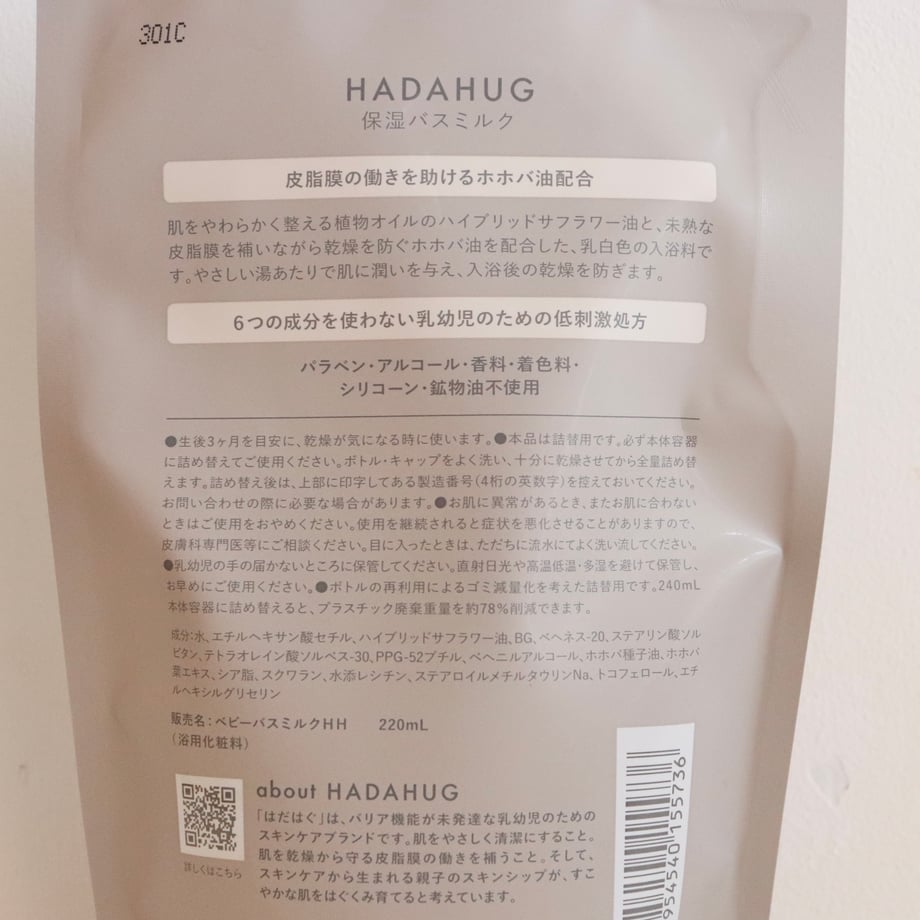 301C
HADAHUG
保湿バスミルク
皮脂膜の働きを助けるホホバ油配合
肌をやわらかく整える植物オイルのハイブリッドサフラワー油と、未熟な
皮脂膜を補いながら乾燥を防ぐホホバ油を配合した、乳白色の入浴料で
す。やさしい湯あたりで肌に潤いを与え、入浴後の乾燥を防ぎます。
6つの成分を使わない乳幼児のための低刺激処方
パラベン・アルコール・香料・着色料・
シリコーン・鉱物油不使用
●生後3ヶ月を目安に、乾燥が気になる時に使います。●本品は詰替用です。必ず本体容器
に詰め替えてご使用ください。ボトル・キャップをよく洗い、十分に乾燥させてから全量詰め替
えます。詰め替え後は、上部に印字してある製造番号(4桁の英数字)を控えておいてください。
お問い合わせの際に必要な場合があります。●お肌に異常があるとき、またお肌に合わない
ときはご使用をおやめください。使用を継続されると症状を悪化させることがありますので、
皮膚科専門医等にご相談ください。目に入ったときは、ただちに流水にてよく洗い流してください。
●乳幼児の手の届かないところに保管してください。直射日光や高温低温・多湿を避けて保管し、
お早めにご使用ください。●ボトルの再利用によるゴミ減量化を考えた詰替用です。240mL
本体容器に詰め替えると、プラスチック廃棄重量を約78%削減できます。
成分:水、エチルヘキサン酸セチル、ハイブリッドサフラワー油、BG、ベヘネス-20、ステアリン酸ソル
ビタン、テトラオレイン酸ソルベス-30、PPG-52ブチル、ベヘニルアルコール、ホホバ種子油、ホホバ
葉エキス、シア脂、スクワラン、水添レシチン、ステアロイルメチルタウリンNa、トコフェロール、エチ
ルヘキシルグリセリン
販売名:ベビーバスミルクHH 220mL
(浴用化粧料)
詳しくはこちら
about HADAHUG
「はだはぐ」は、バリア機能が未発達な乳幼児のための
スキンケアブランドです。肌をやさしく清潔にすること。
肌を乾燥から守る皮脂膜の働きを補うこと。そして、
スキンケアから生まれる親子のスキンシップが、すこ
やかな肌をはぐくみ育てると考えています。
954540 155736